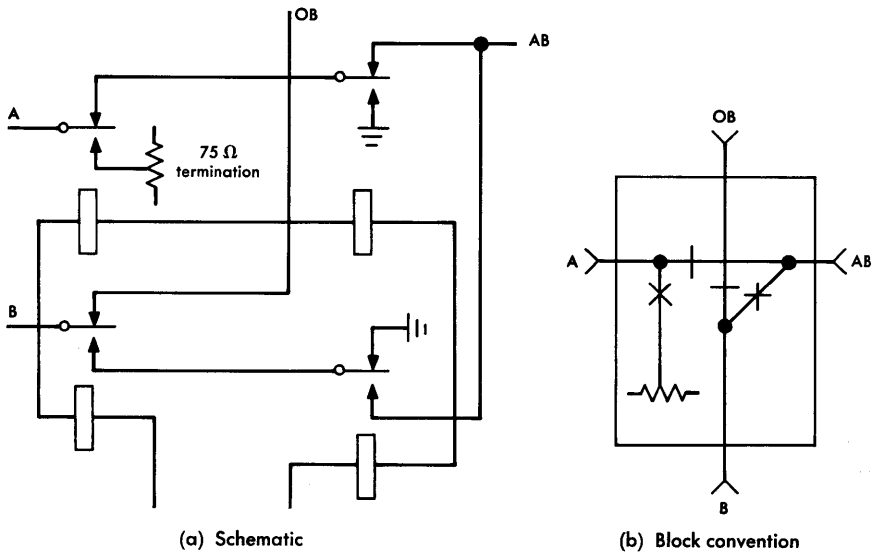 OB
AB
A
75 Ω
termination
B
(a) Schematic
OB
A
AB
B
(b) Block convention